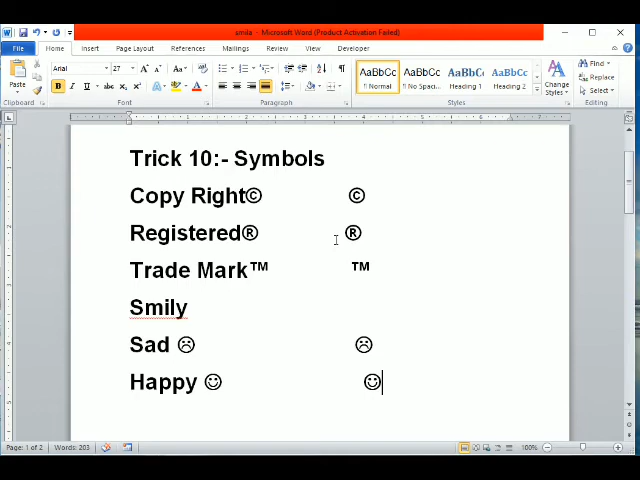 smila - Microsoft Word (Product Activation Failed)
File Home Insert Page Layout References Mailings Review View Developer
Paste
Arial 27
AaBbCc AaBbCc AaBbC AaBbCc
¶ Normal ¶ No Spaci... Heading 1 Heading 2
Change Styles
Find
Replace
Select
Clipboard Font Paragraph Styles Editing
Trick 10:- Symbols
Copy Right© ©
Registered® ®
Trade Mark™ ™
Smily
Sad ☹ ☹
Happy ☺ ☺
Page: 1 of 2 Words: 203 100%